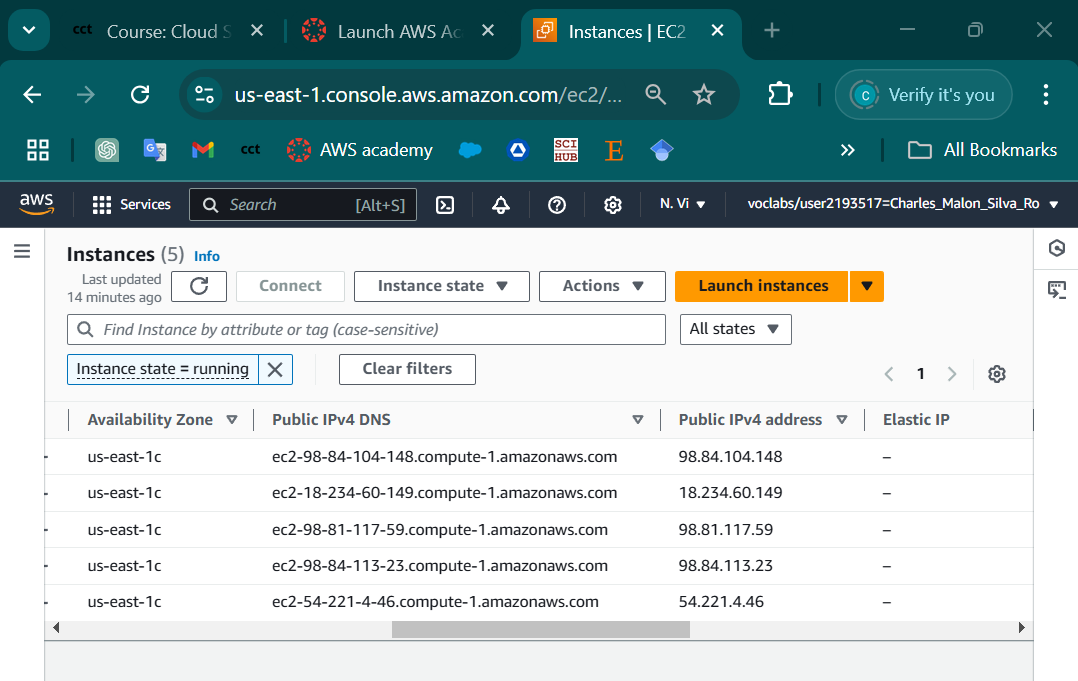 cct Course: Cloud S
Launch AWS Ac
Instances | EC2
us-east-1.console.aws.amazon.com/ec2/...
C Verify it's you
cct
AWS academy
SCI HUB
E
All Bookmarks
aws
Services
Search [Alt+S]
N. Vi
voclabs/user2193517=Charles_Malon_Silva_Ro
Instances (5) Info
Last updated
14 minutes ago
Connect
Instance state
Actions
Launch instances
Find Instance by attribute or tag (case-sensitive)
All states
Instance state = running
Clear filters
1
Availability Zone Public IPv4 DNS Public IPv4 address Elastic IP
us-east-1c ec2-98-84-104-148.compute-1.amazonaws.com 98.84.104.148 –
us-east-1c ec2-18-234-60-149.compute-1.amazonaws.com 18.234.60.149 –
us-east-1c ec2-98-81-117-59.compute-1.amazonaws.com 98.81.117.59 –
us-east-1c ec2-98-84-113-23.compute-1.amazonaws.com 98.84.113.23 –
us-east-1c ec2-54-221-4-46.compute-1.amazonaws.com 54.221.4.46 –